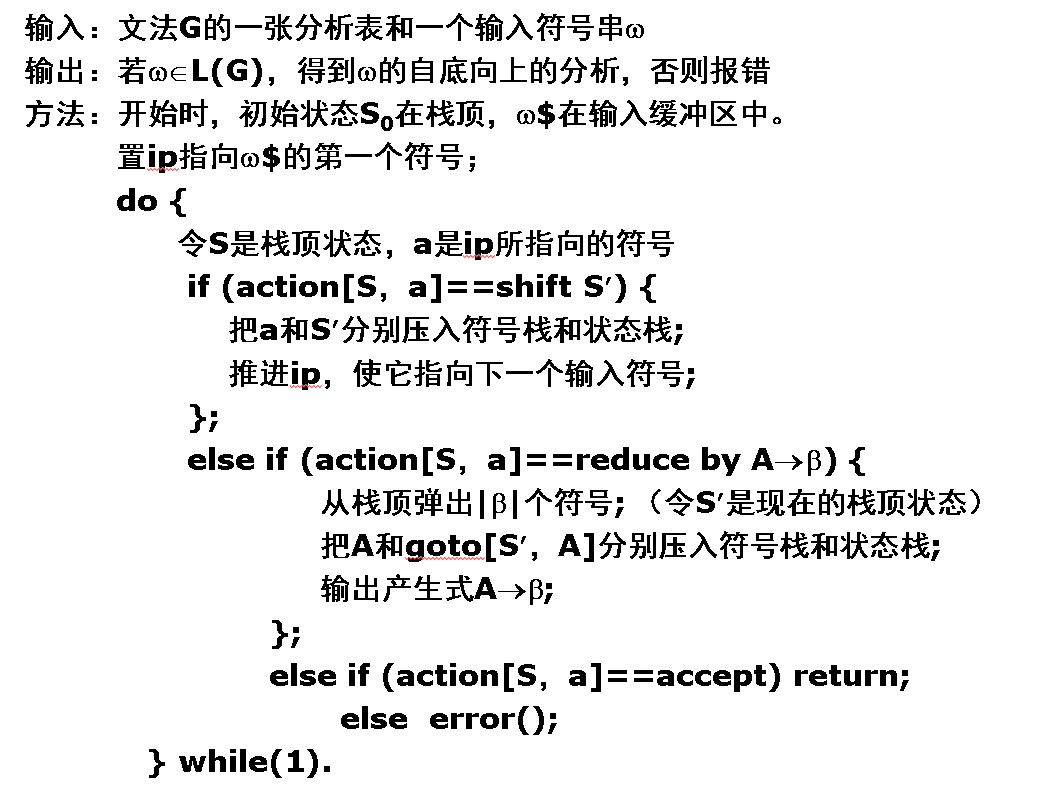 输入：文法G的一张分析表和一个输入符号串ω
输出：若ω∈L(G)，得到ω的自底向上的分析，否则报错
方法：开始时，初始状态S₀在栈顶，ω$在输入缓冲区中。
置ip指向ω$的第一个符号；
do {
令S是栈顶状态，a是ip所指向的符号
if (action[S，a]==shift S′) {
把a和S′分别压入符号栈和状态栈;
推进ip，使它指向下一个输入符号;
};
else if (action[S，a]==reduce by A→β) {
从栈顶弹出|β|个符号;（令S′是现在的栈顶状态）
把A和goto[S′，A]分别压入符号栈和状态栈;
输出产生式A→β;
};
else if (action[S，a]==accept) return;
else error();
} while(1).